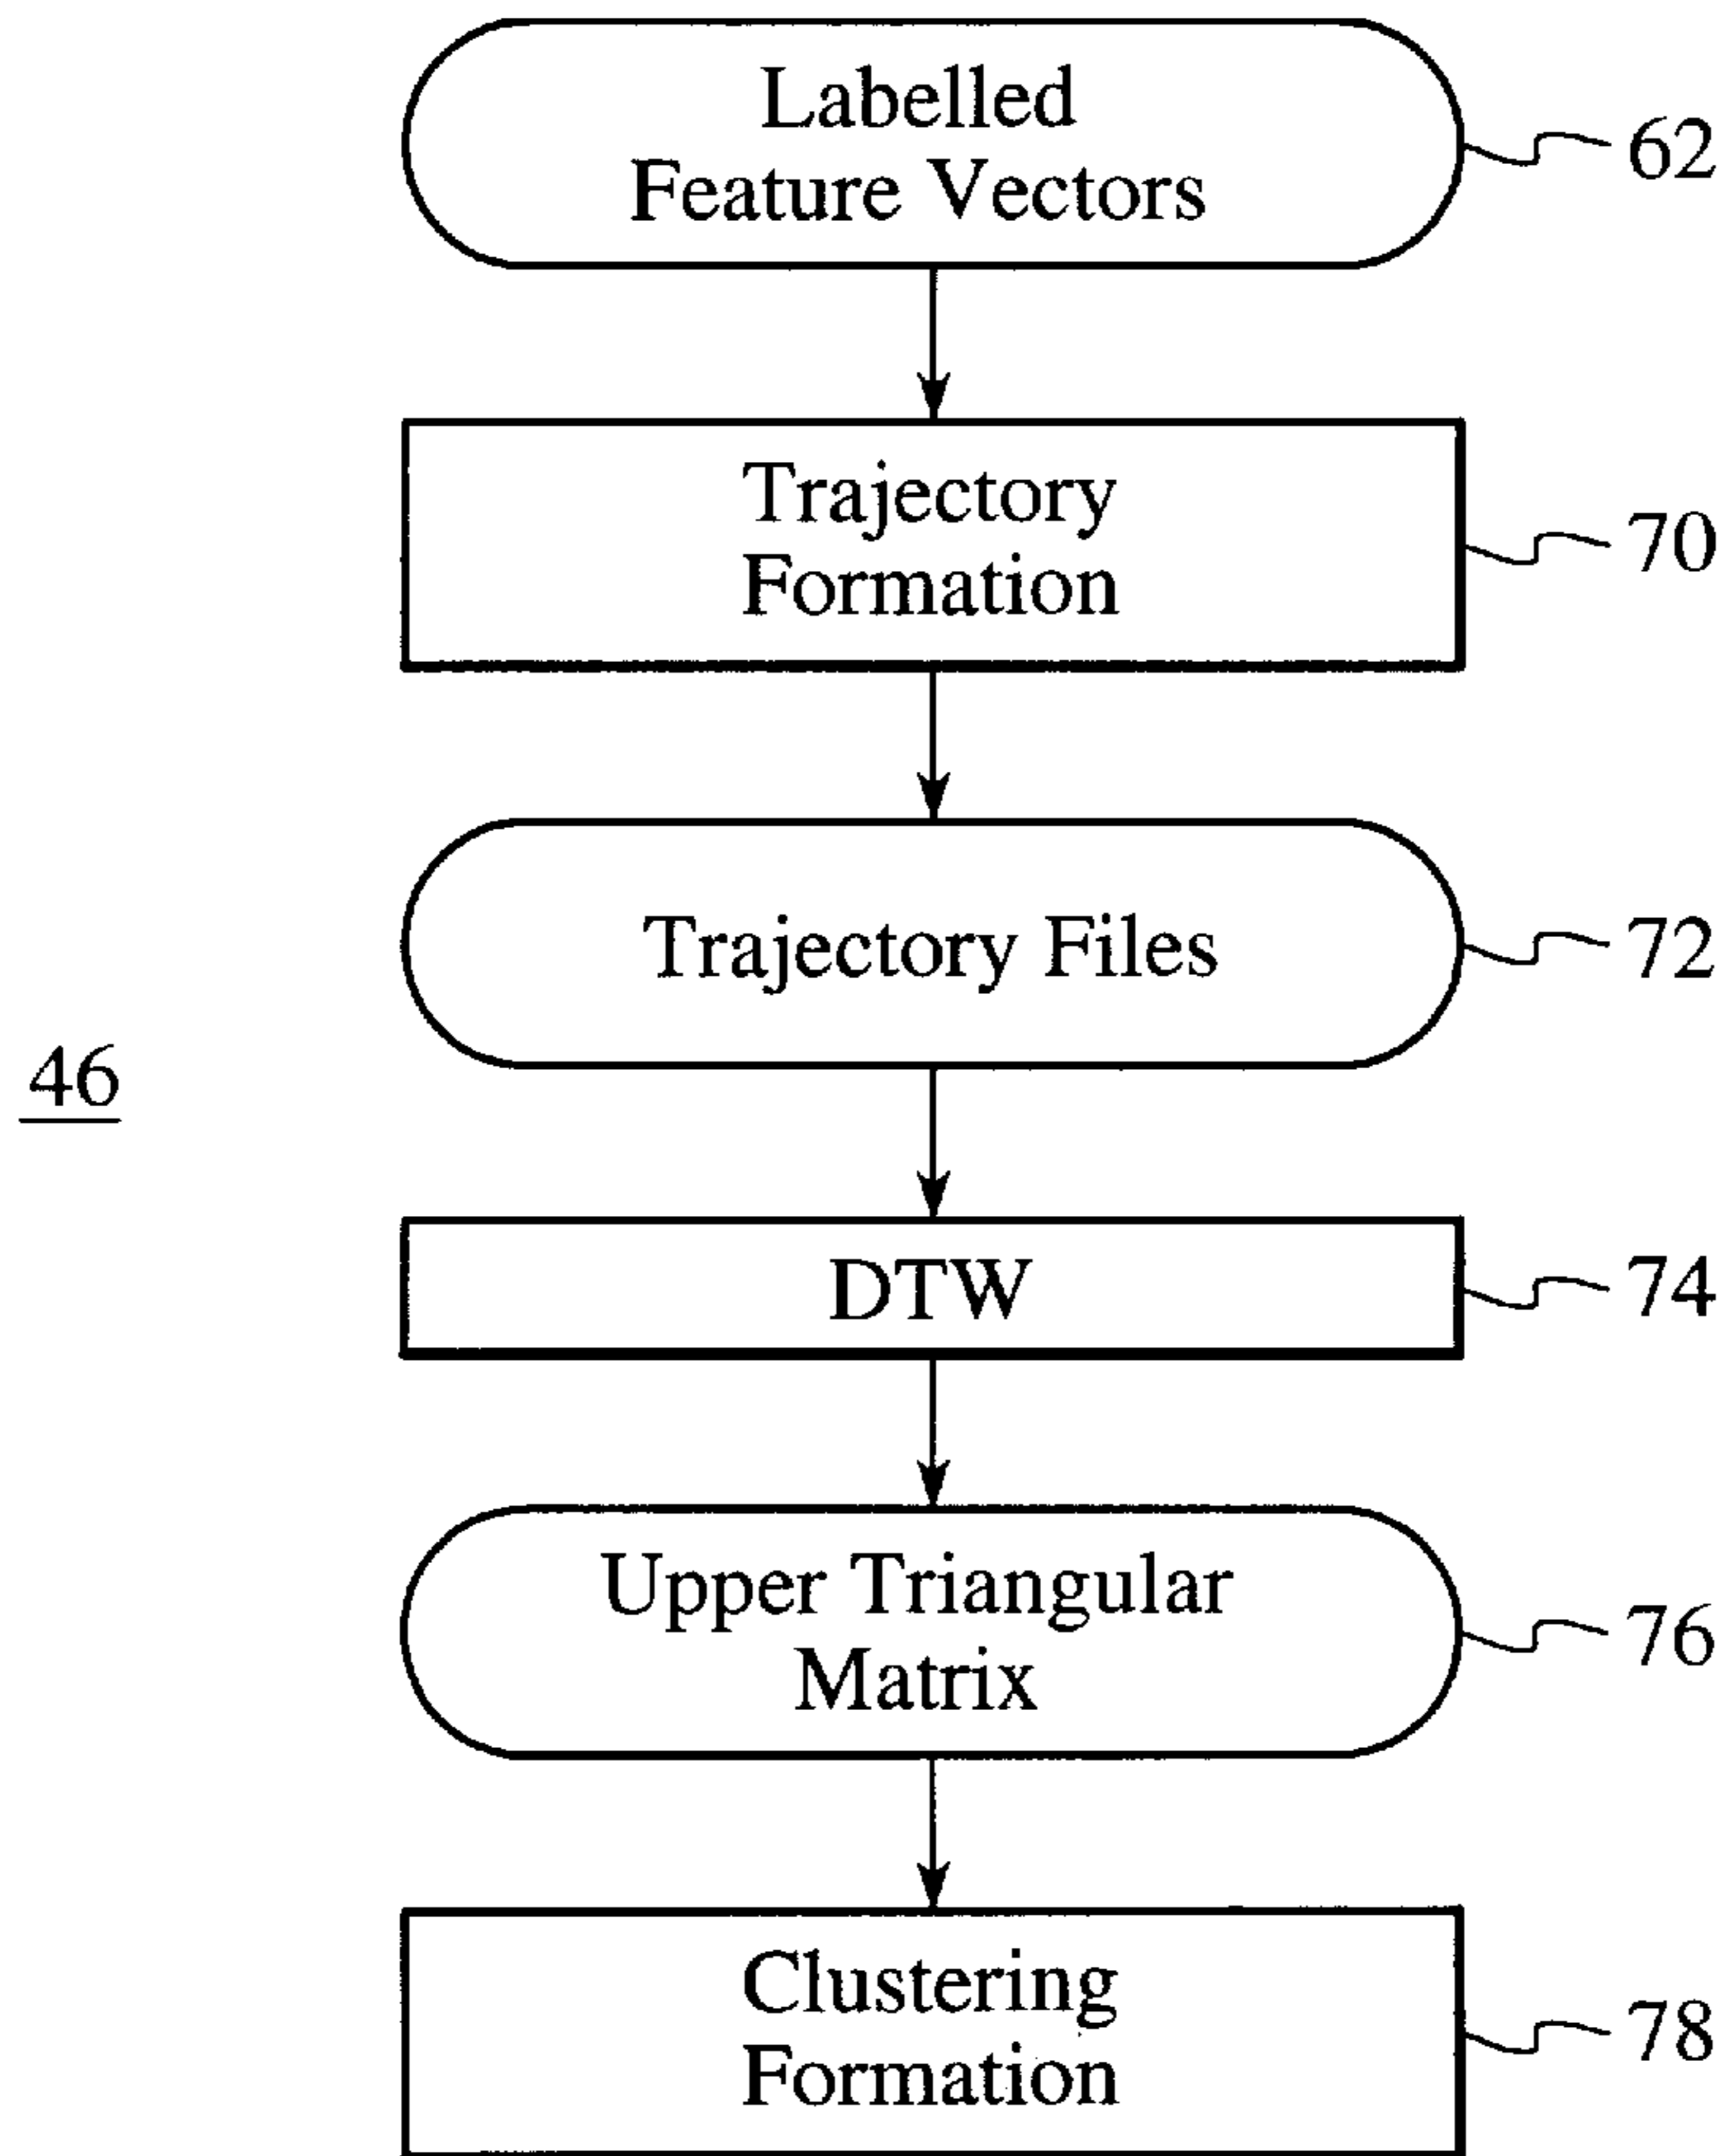 Labelled
Feature Vectors
62
Trajectory
Formation
70
Trajectory Files
72
46
DTW
74
Upper Triangular
Matrix
76
Clustering
Formation
78